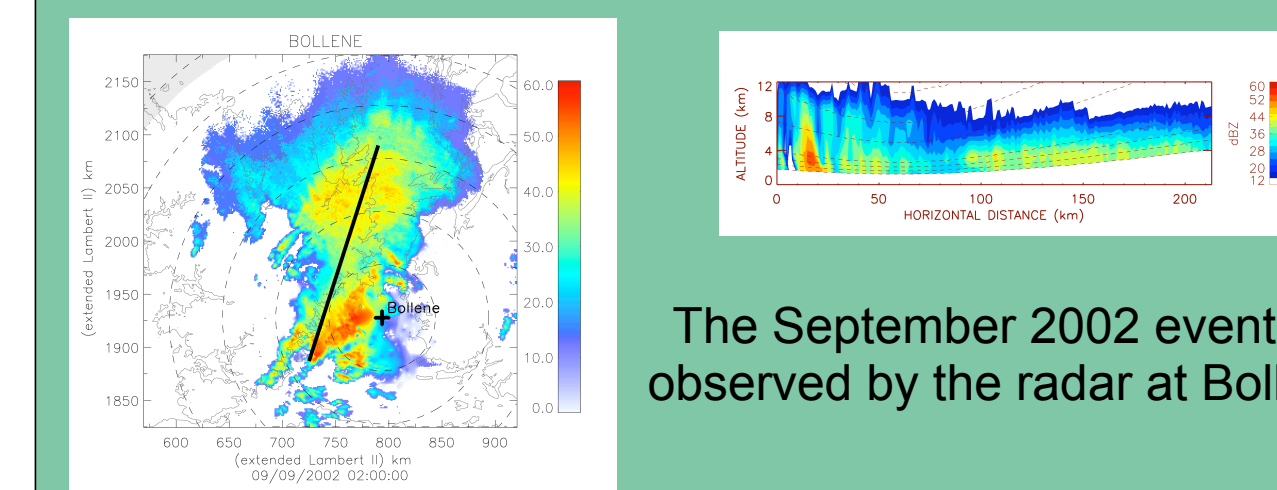 BOLLENE
2150
2100
2050
2000
1950
1900
1850
(extended Lambert II) km
600 650 700 750 800 850 900
(extended Lambert II) km
09/09/2002 02:00:00
Bollene
60.0
50.0
40.0
30.0
20.0
10.0
0.0
12
8
4
0
ALTITUDE (km)
0 50 100 150 200
HORIZONTAL DISTANCE (km)
dBZ
60
52
44
36
28
20
12
The September 2002 event
observed by the radar at Boll